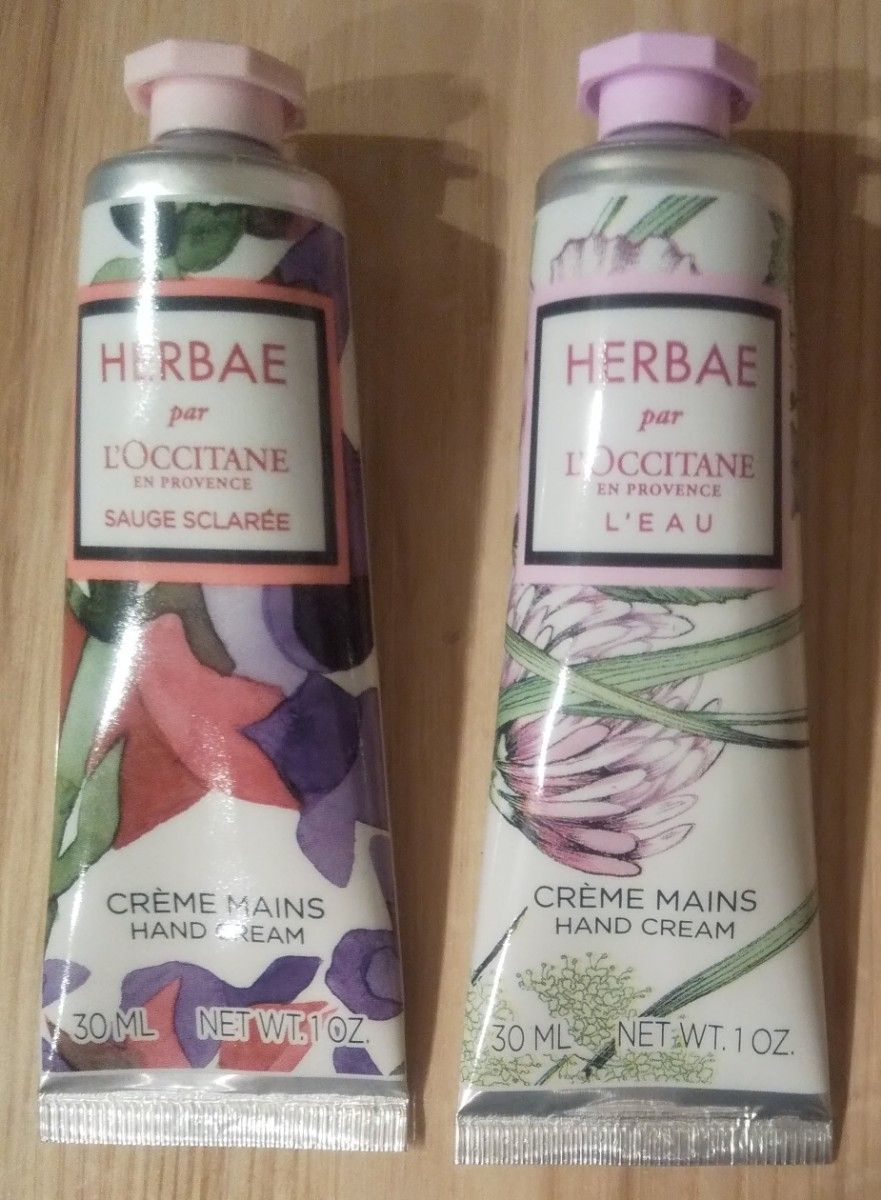 HERBAE
par
L'OCCITANE
EN PROVENCE
SAUGE SCLARÉE
CRÈME MAINS
HAND CREAM
30 ML NET WT. 1 OZ.
HERBAE
par
L'OCCITANE
EN PROVENCE
L'EAU
CRÈME MAINS
HAND CREAM
30 ML NET WT. 1 OZ.